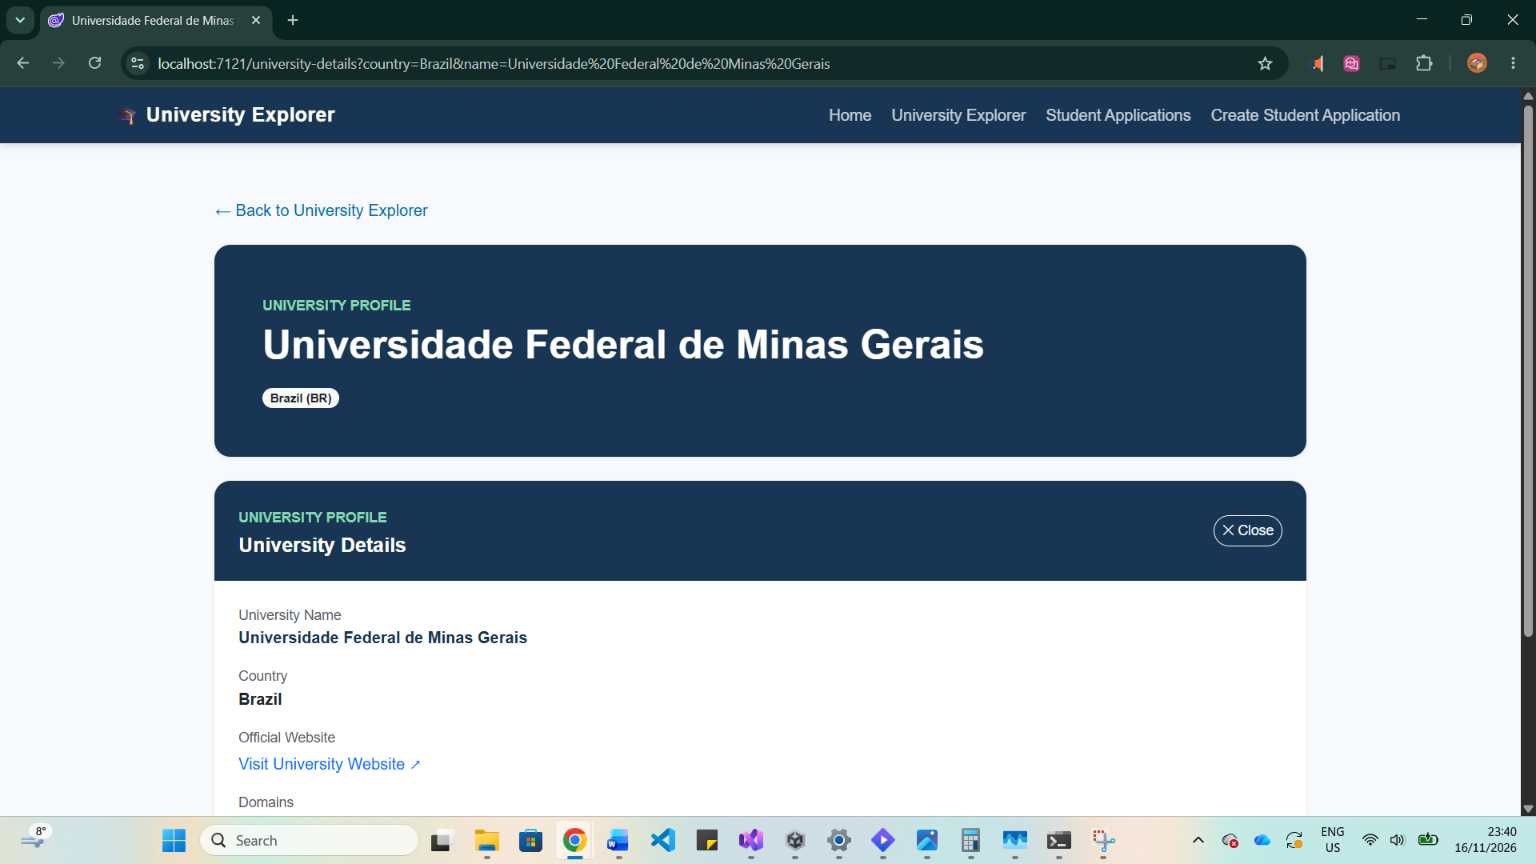 Universidade Federal de Minas
localhost:7121/university-details?country=Brazil&name=Universidade%20Federal%20de%20Minas%20Gerais
University Explorer
Home
University Explorer
Student Applications
Create Student Application
← Back to University Explorer
UNIVERSITY PROFILE
Universidade Federal de Minas Gerais
Brazil (BR)
UNIVERSITY PROFILE
University Details
Close
University Name
Universidade Federal de Minas Gerais
Country
Brazil
Official Website
Visit University Website ↗
Domains
8°
Search
ENG
US
23:40
16/11/2026